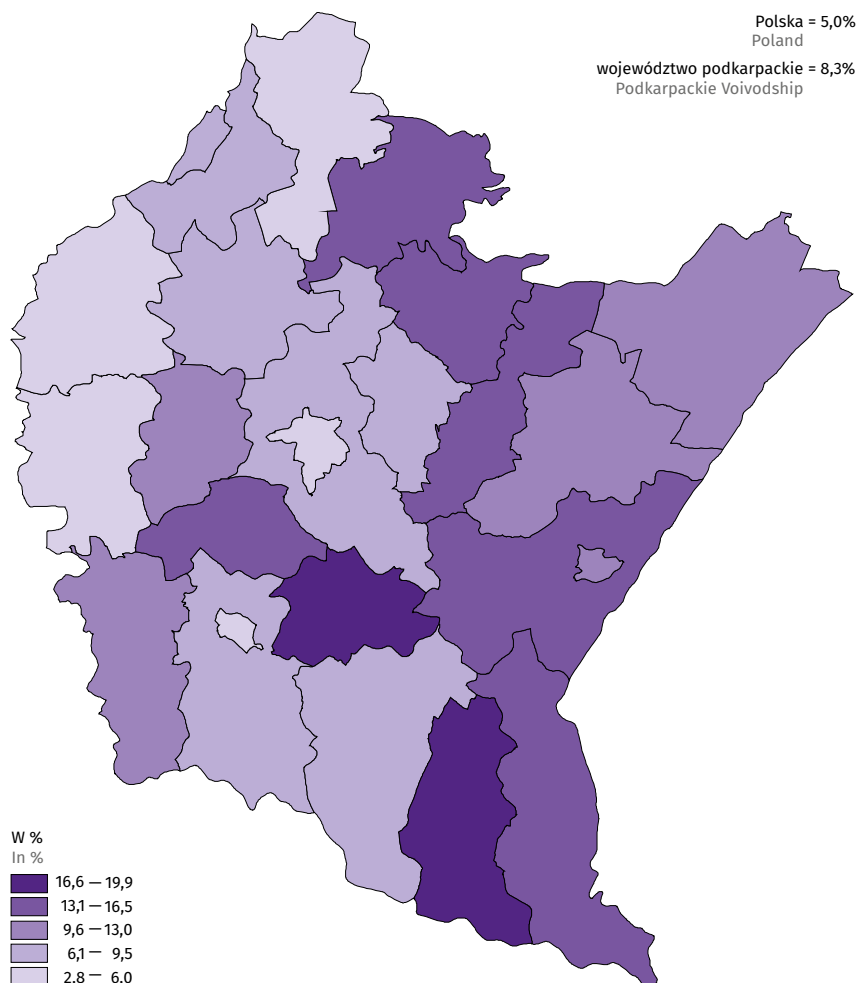 Polska = 5,0%
Poland
województwo podkarpackie = 8,3%
Podkarpackie Voivodship
W %
In %
16,6 — 19,9
13,1 — 16,5
9,6 — 13,0
6,1 — 9,5
2,8 — 6,0